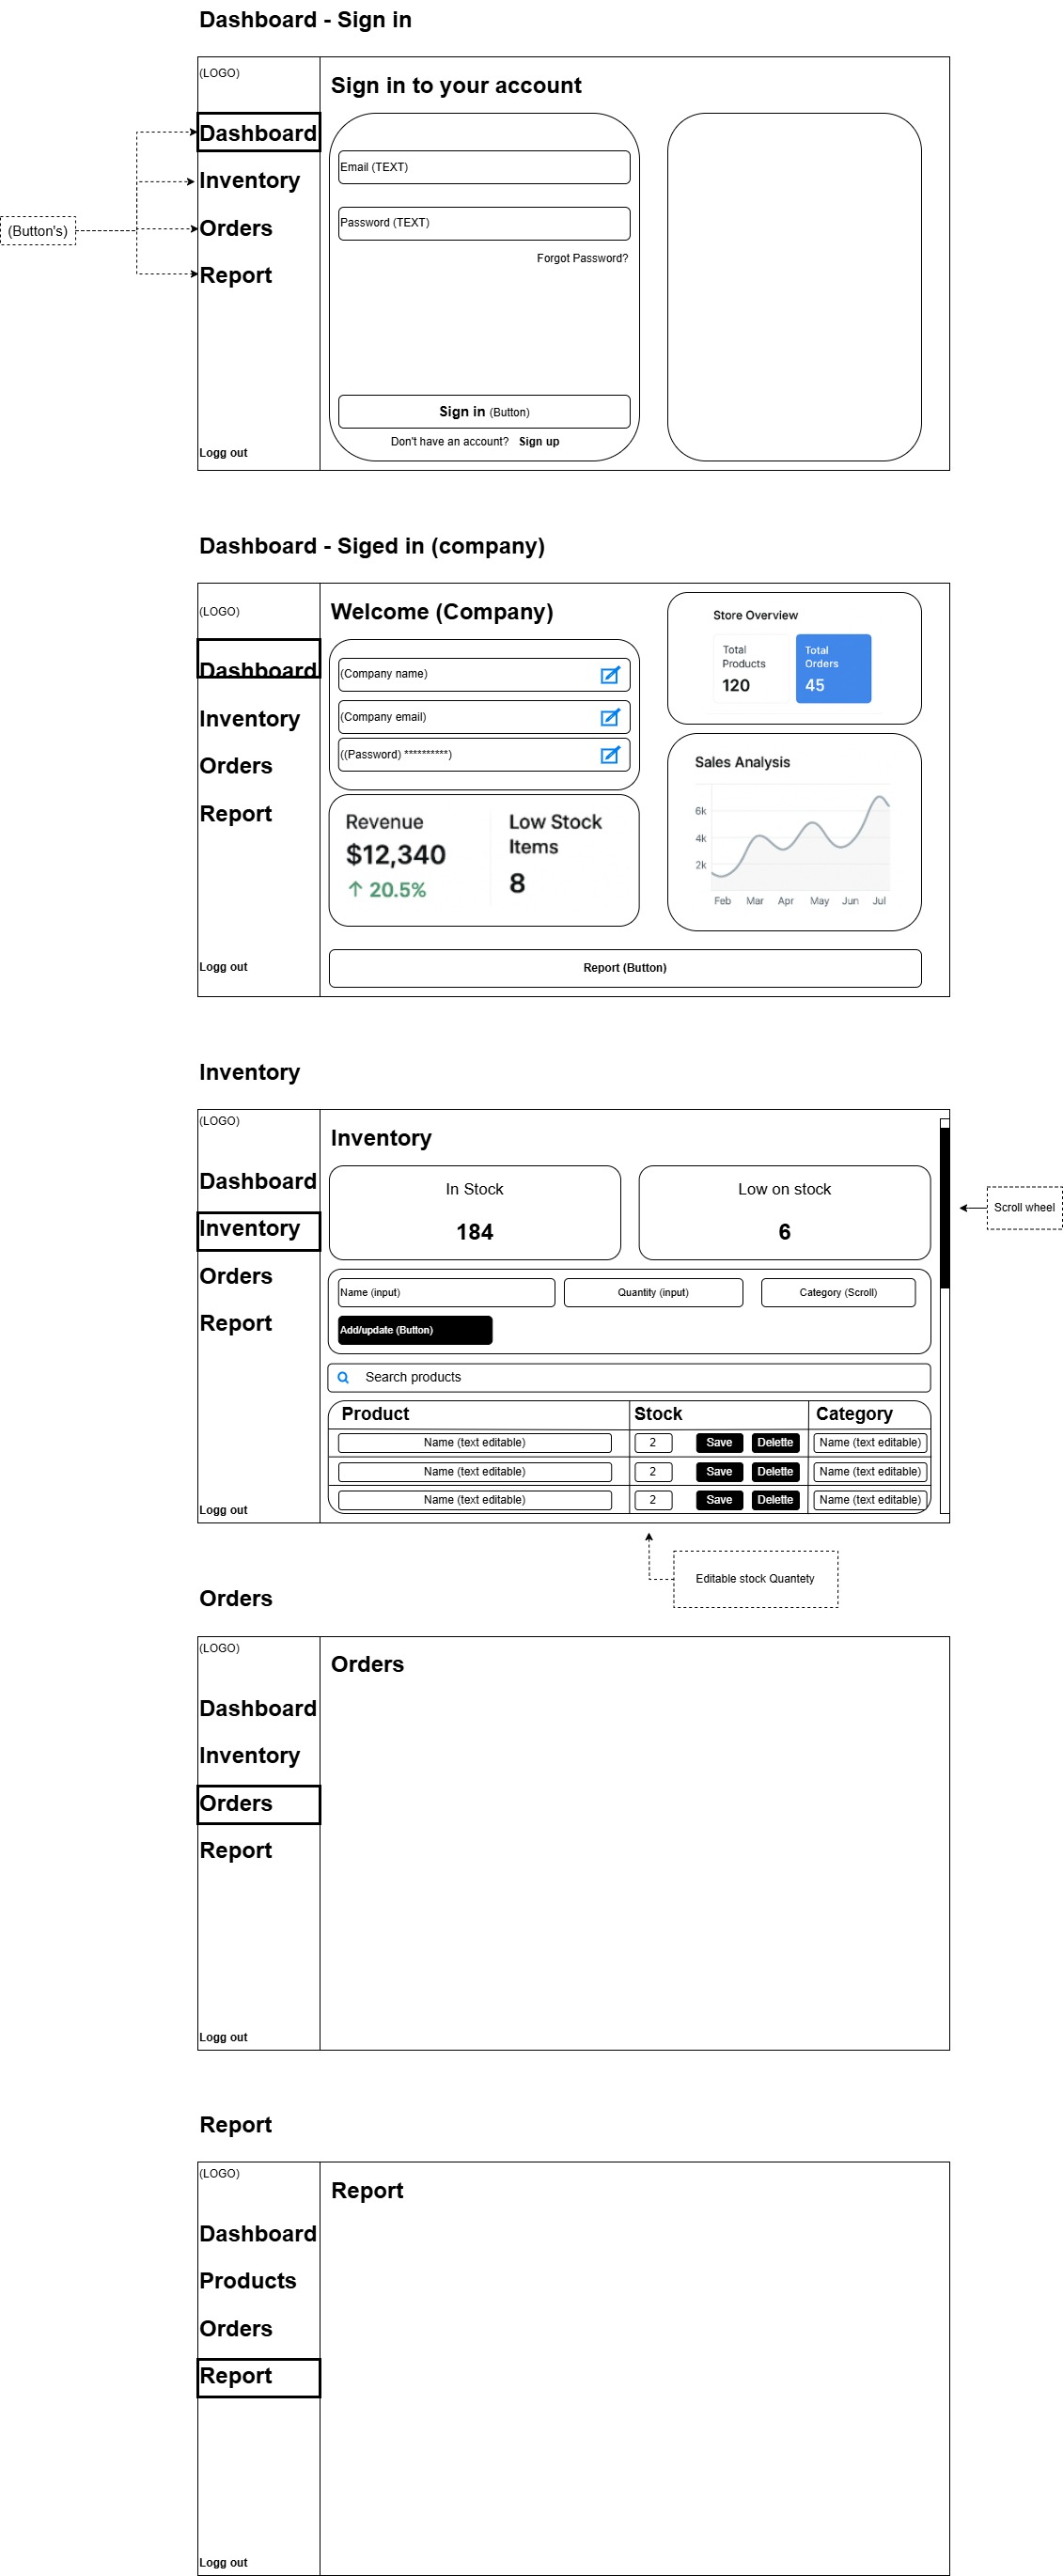 Dashboard - Sign in
(LOGO)
Sign in to your account
Dashboard
Inventory
Orders
Report
(Button's)
Email (TEXT)
Password (TEXT)
Forgot Password?
Sign in (Button)
Don't have an account? Sign up
Logg out
Dashboard - Siged in (company)
(LOGO)
Welcome (Company)
Dashboard
Inventory
Orders
Report
(Company name)
(Company email)
((Password) **********)
Store Overview
Total
Products
120
Total
Orders
45
Revenue
$12,340
↑ 20.5%
Low Stock
Items
8
Sales Analysis
6k
4k
2k
Feb Mar Apr May Jun Jul
Logg out
Report (Button)
Inventory
(LOGO)
Inventory
Dashboard
Inventory
Orders
Report
In Stock
184
Low on stock
6
Scroll wheel
Name (input)
Quantity (input)
Category (Scroll)
Add/update (Button)
Search products
Product Stock Category
Name (text editable) 2 Save Delette Name (text editable)
Name (text editable) 2 Save Delette Name (text editable)
Name (text editable) 2 Save Delette Name (text editable)
Logg out
Editable stock Quantety
Orders
(LOGO)
Orders
Dashboard
Inventory
Orders
Report
Logg out
Report
(LOGO)
Report
Dashboard
Products
Orders
Report
Logg out